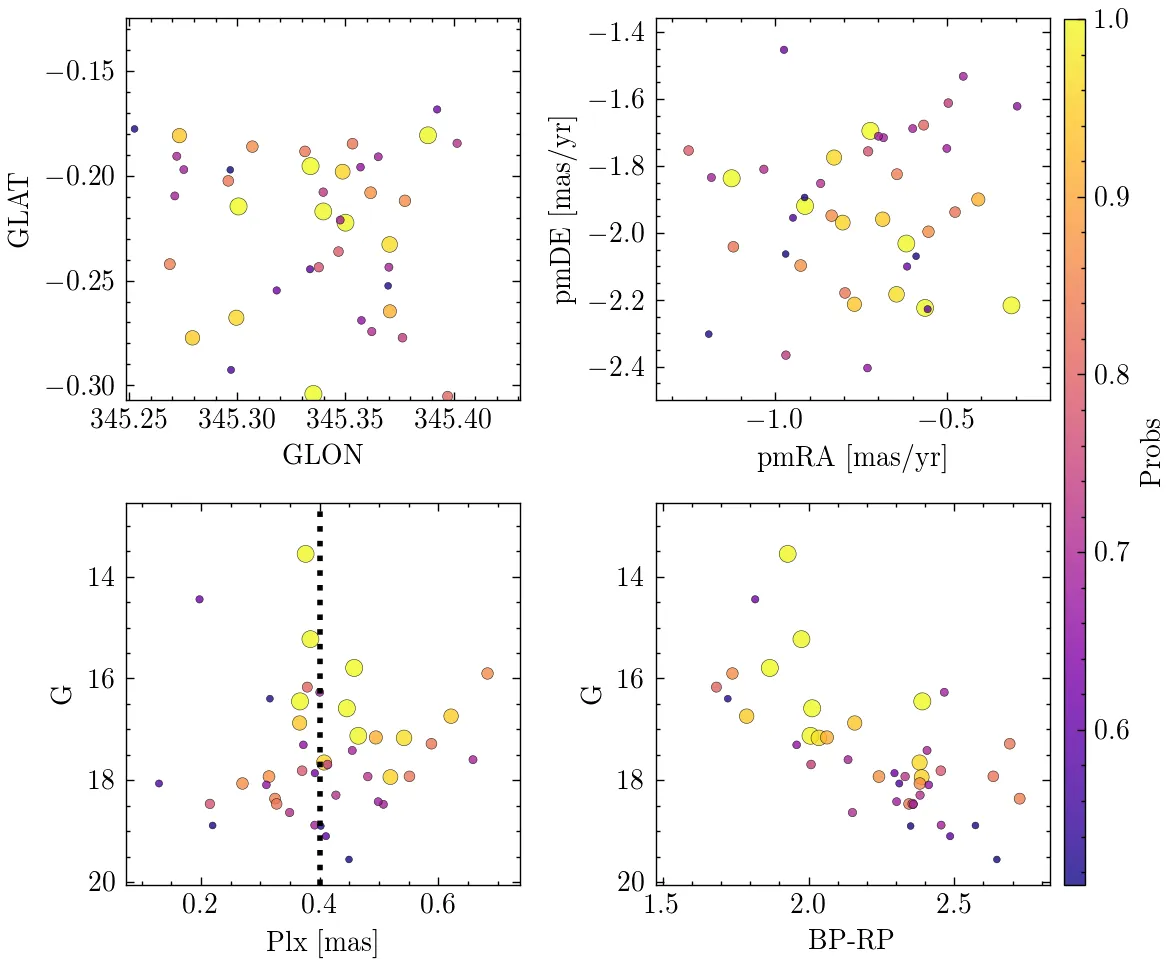 −0.15
−0.20
−0.25
−0.30
GLAT
345.25 345.30 345.35 345.40
GLON
−1.4
−1.6
−1.8
−2.0
−2.2
−2.4
pmDE [mas/yr]
−1.0 −0.5
pmRA [mas/yr]
1.0
0.9
0.8
0.7
0.6
Probs
14
16
18
20
G
0.2 0.4 0.6
Plx [mas]
14
16
18
20
G
1.5 2.0 2.5
BP-RP